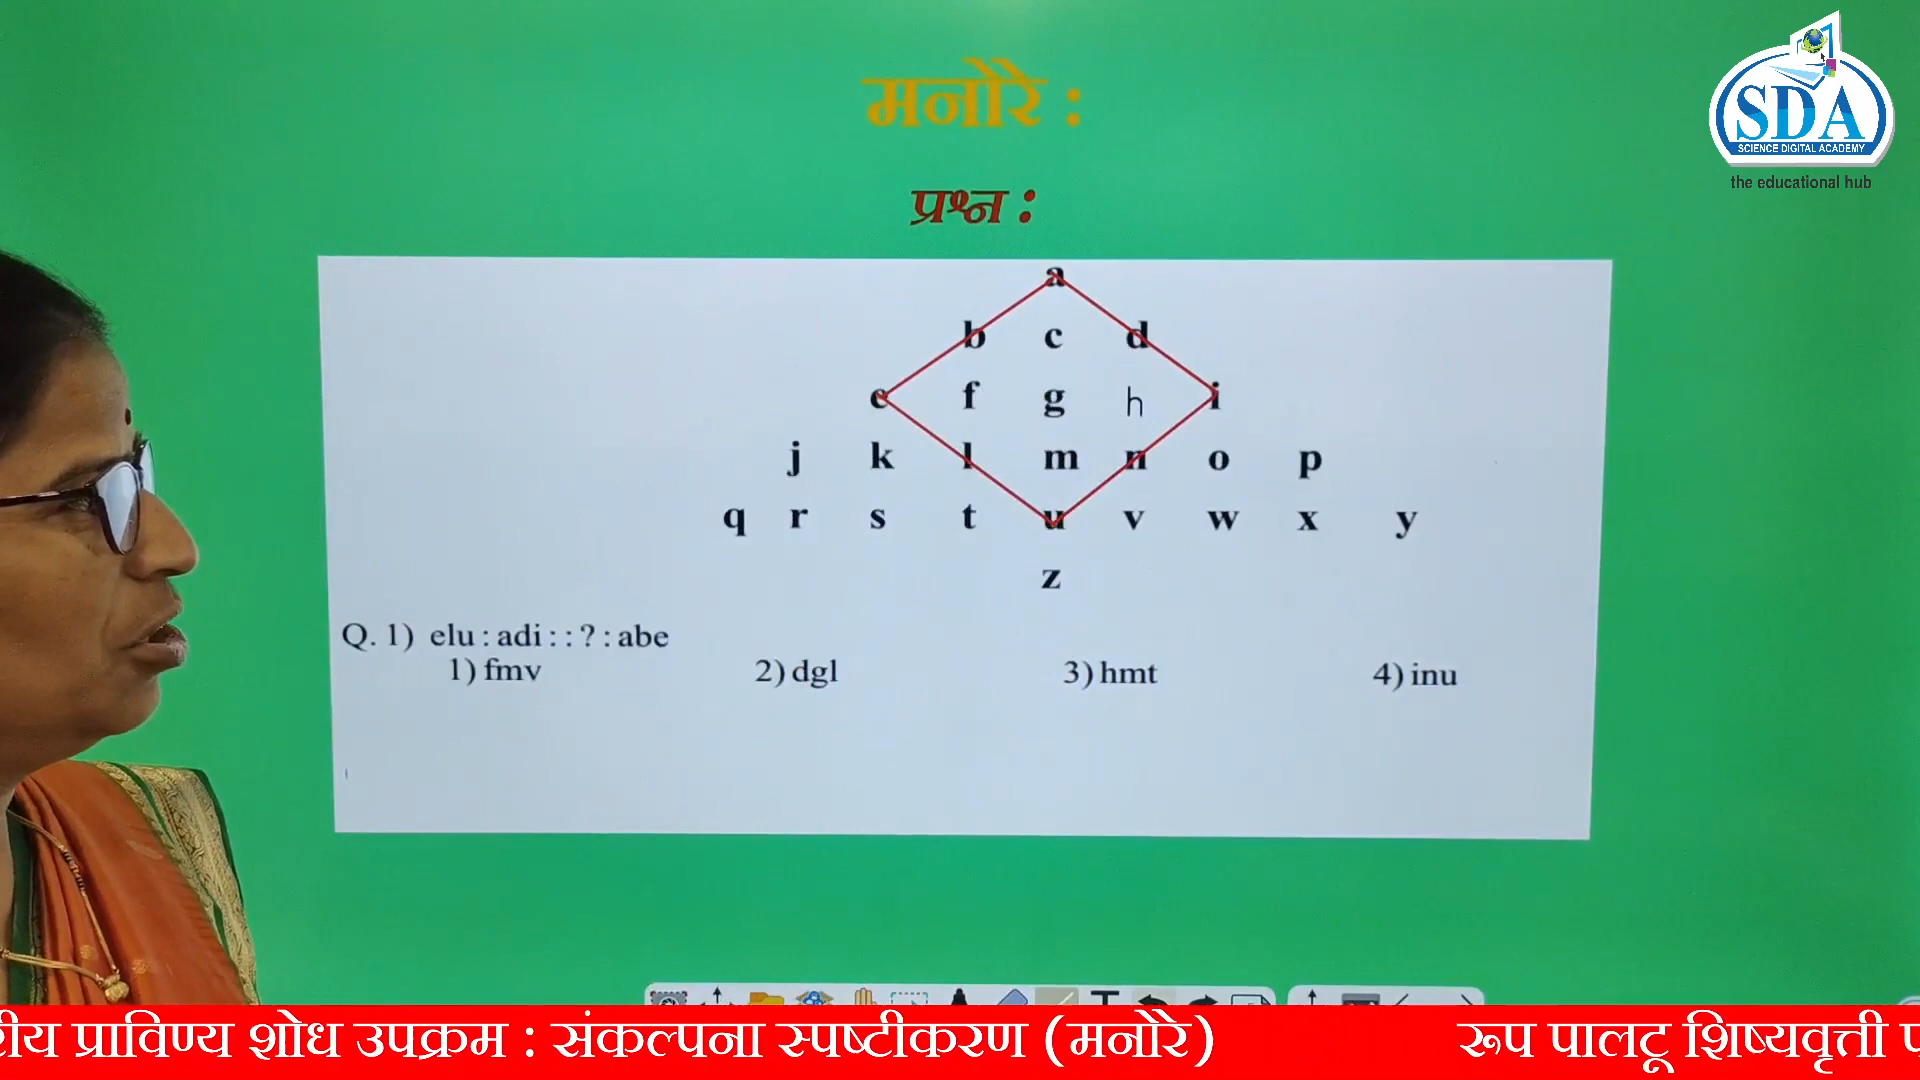 मनोरे :
SDA
SCIENCE DIGITAL ACADEMY
the educational hub
प्रश्न :
a
b c d
e f g h i
j k l m n o p
q r s t u v w x y
z
Q. 1) elu : adi : : ? : abe
1) fmv 2) dgl 3) hmt 4) inu
प्राविण्य शोध उपक्रम : संकल्पना स्पष्टीकरण (मनोरे) रूप पालटू शिष्यवृत्ती